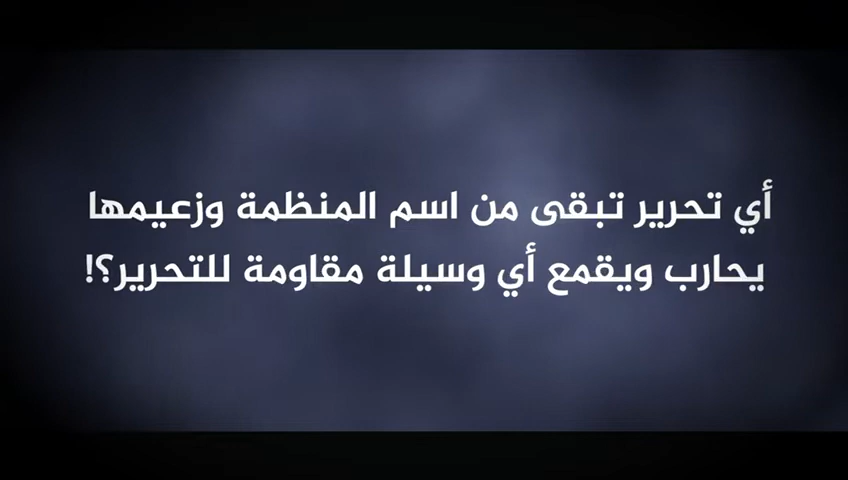 أي تحرير تبقى من اسم المنظمة وزعيمها
يحارب ويقمع أي وسيلة مقاومة للتحرير؟!